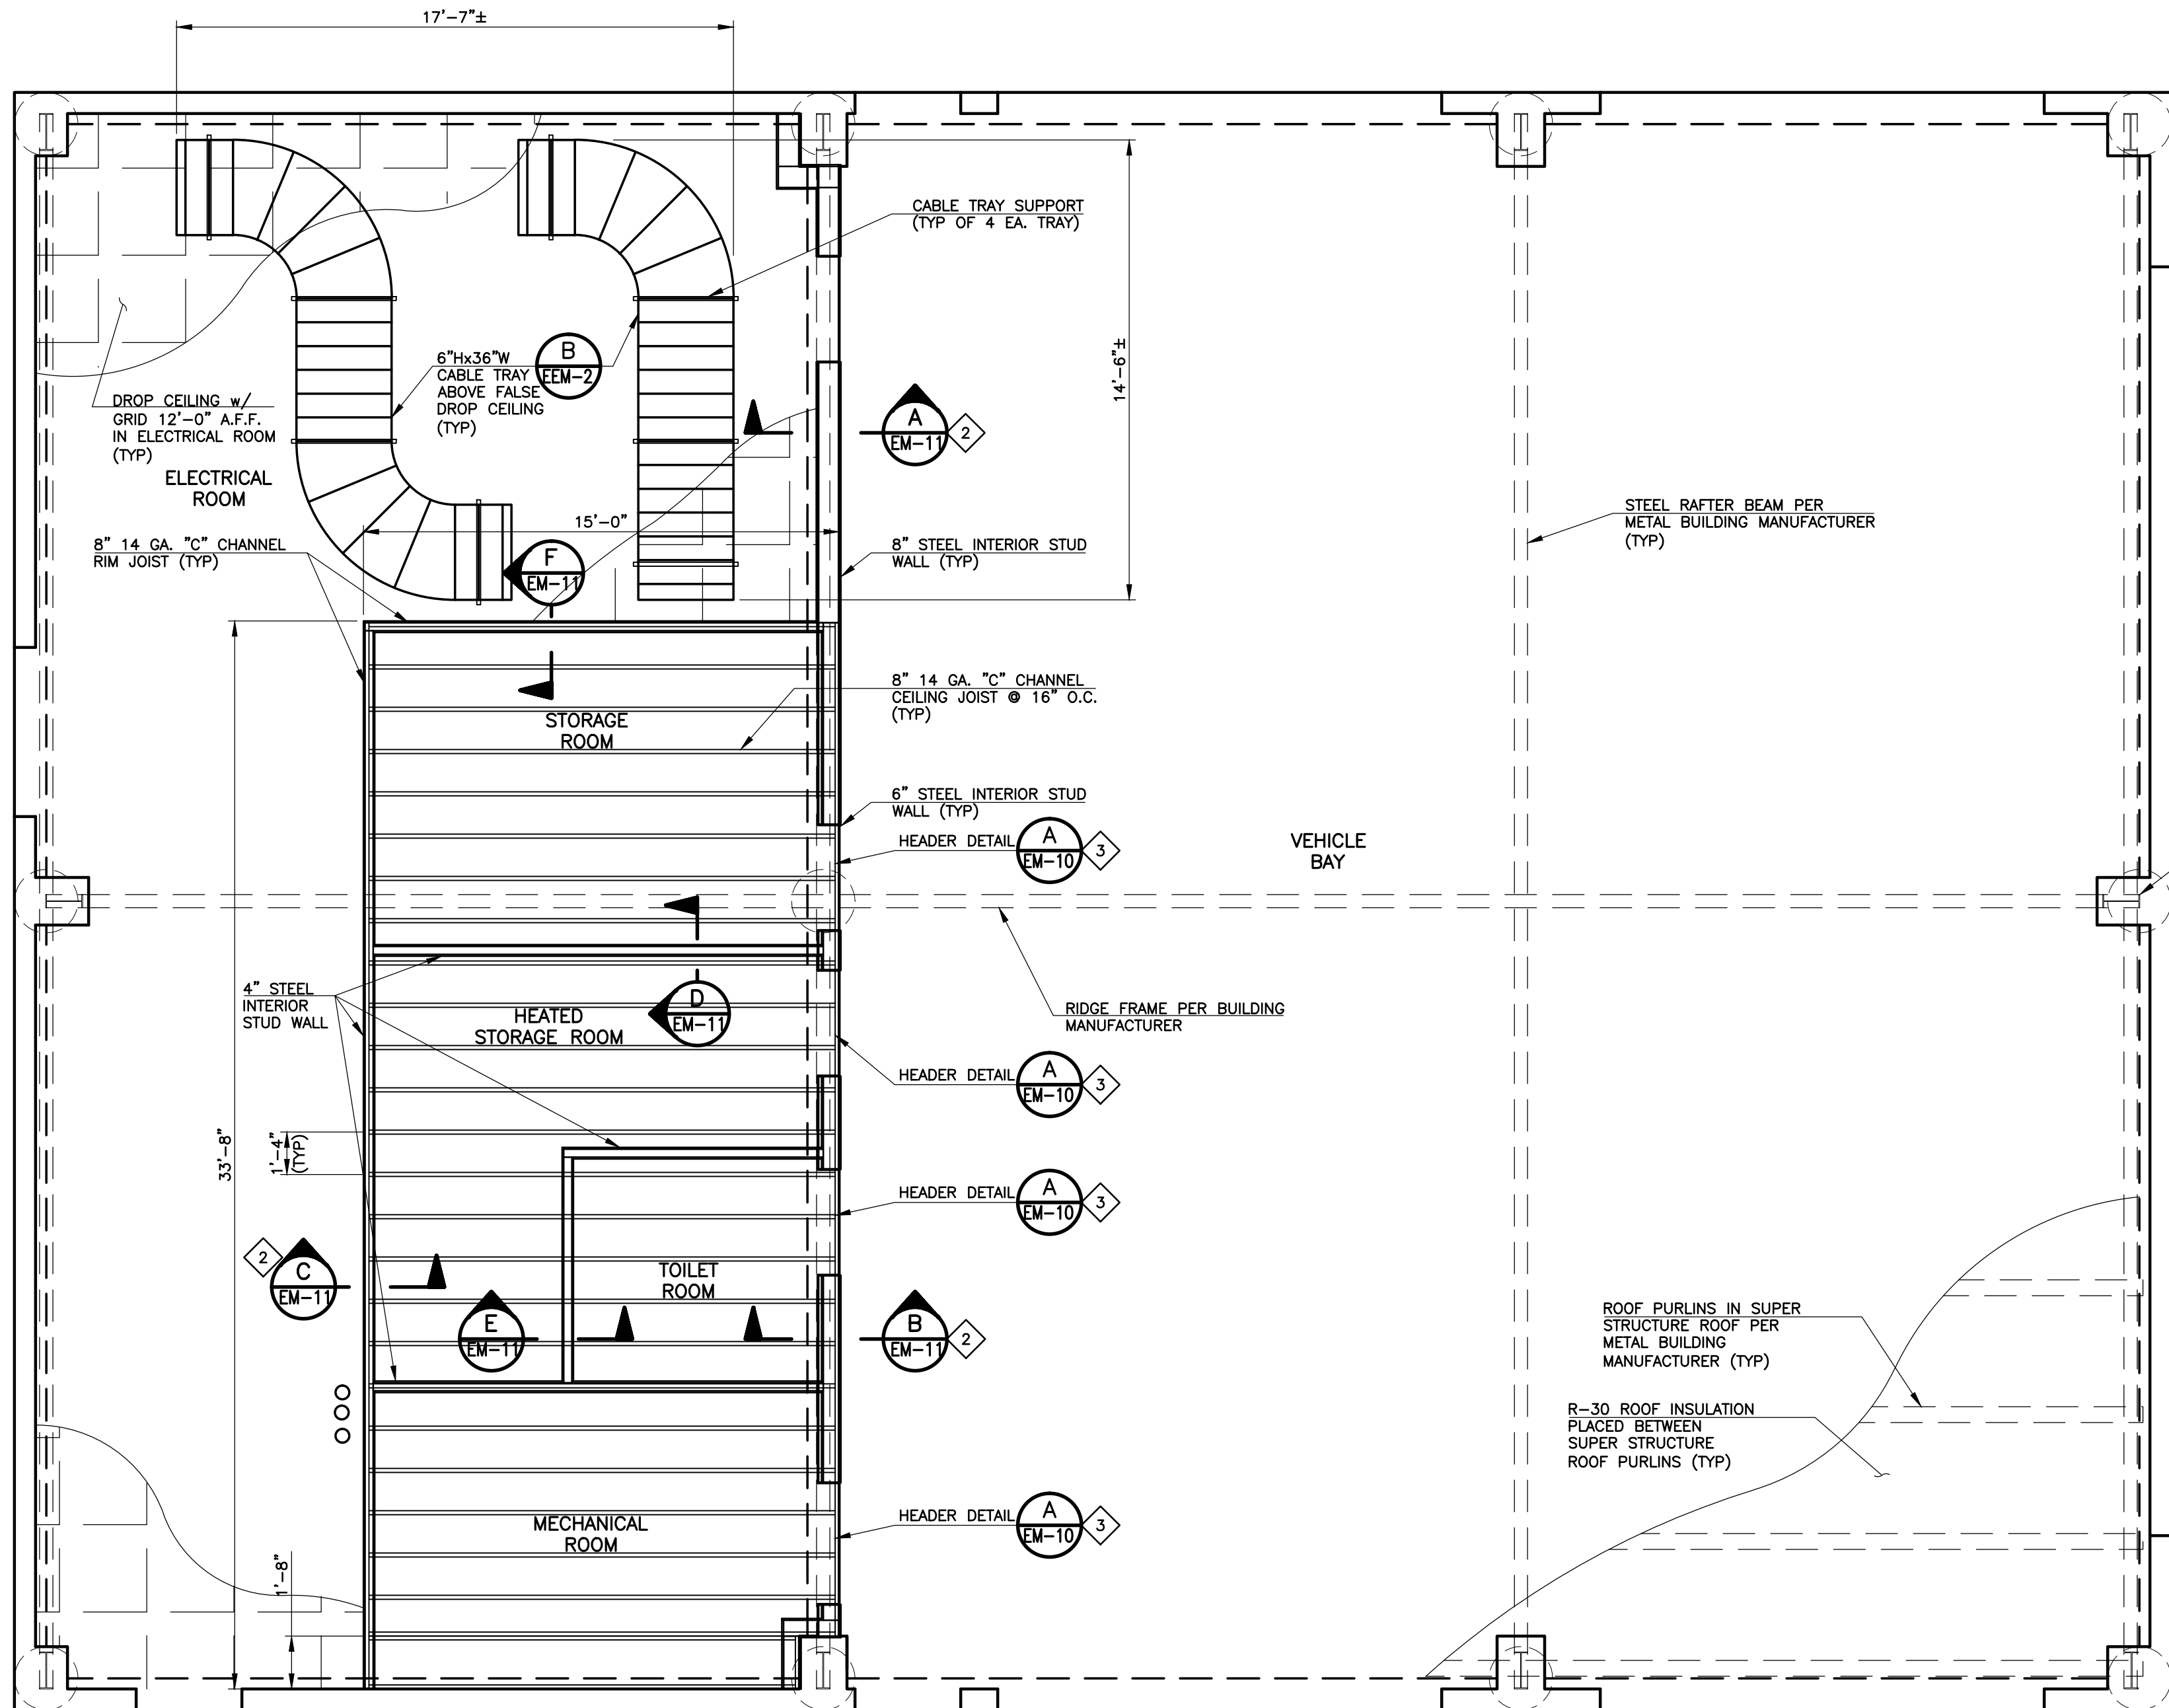 17'-7"±
CABLE TRAY SUPPORT
(TYP OF 4 EA. TRAY)
6"Hx36"W
CABLE TRAY
ABOVE FALSE
DROP CEILING
(TYP)
B
EEM-2
14'-6"±
DROP CEILING w/
GRID 12'-0" A.F.F.
IN ELECTRICAL ROOM
(TYP)
ELECTRICAL
ROOM
A
EM-11
2
15'-0"
STEEL RAFTER BEAM PER
METAL BUILDING MANUFACTURER
(TYP)
8" 14 GA. "C" CHANNEL
RIM JOIST (TYP)
F
EM-11
8" STEEL INTERIOR STUD
WALL (TYP)
STORAGE
ROOM
8" 14 GA. "C" CHANNEL
CEILING JOIST @ 16" O.C.
(TYP)
6" STEEL INTERIOR STUD
WALL (TYP)
HEADER DETAIL
A
EM-10
3
VEHICLE
BAY
4" STEEL
INTERIOR
STUD WALL
HEATED
STORAGE ROOM
D
EM-11
RIDGE FRAME PER BUILDING
MANUFACTURER
HEADER DETAIL
A
EM-10
3
33'-8"
1'-4"
(TYP)
HEADER DETAIL
A
EM-10
3
2
C
EM-11
TOILET
ROOM
E
EM-11
B
EM-11
2
ROOF PURLINS IN SUPER
STRUCTURE ROOF PER
METAL BUILDING
MANUFACTURER (TYP)
R-30 ROOF INSULATION
PLACED BETWEEN
SUPER STRUCTURE
ROOF PURLINS (TYP)
MECHANICAL
ROOM
HEADER DETAIL
A
EM-10
3
1'-8"